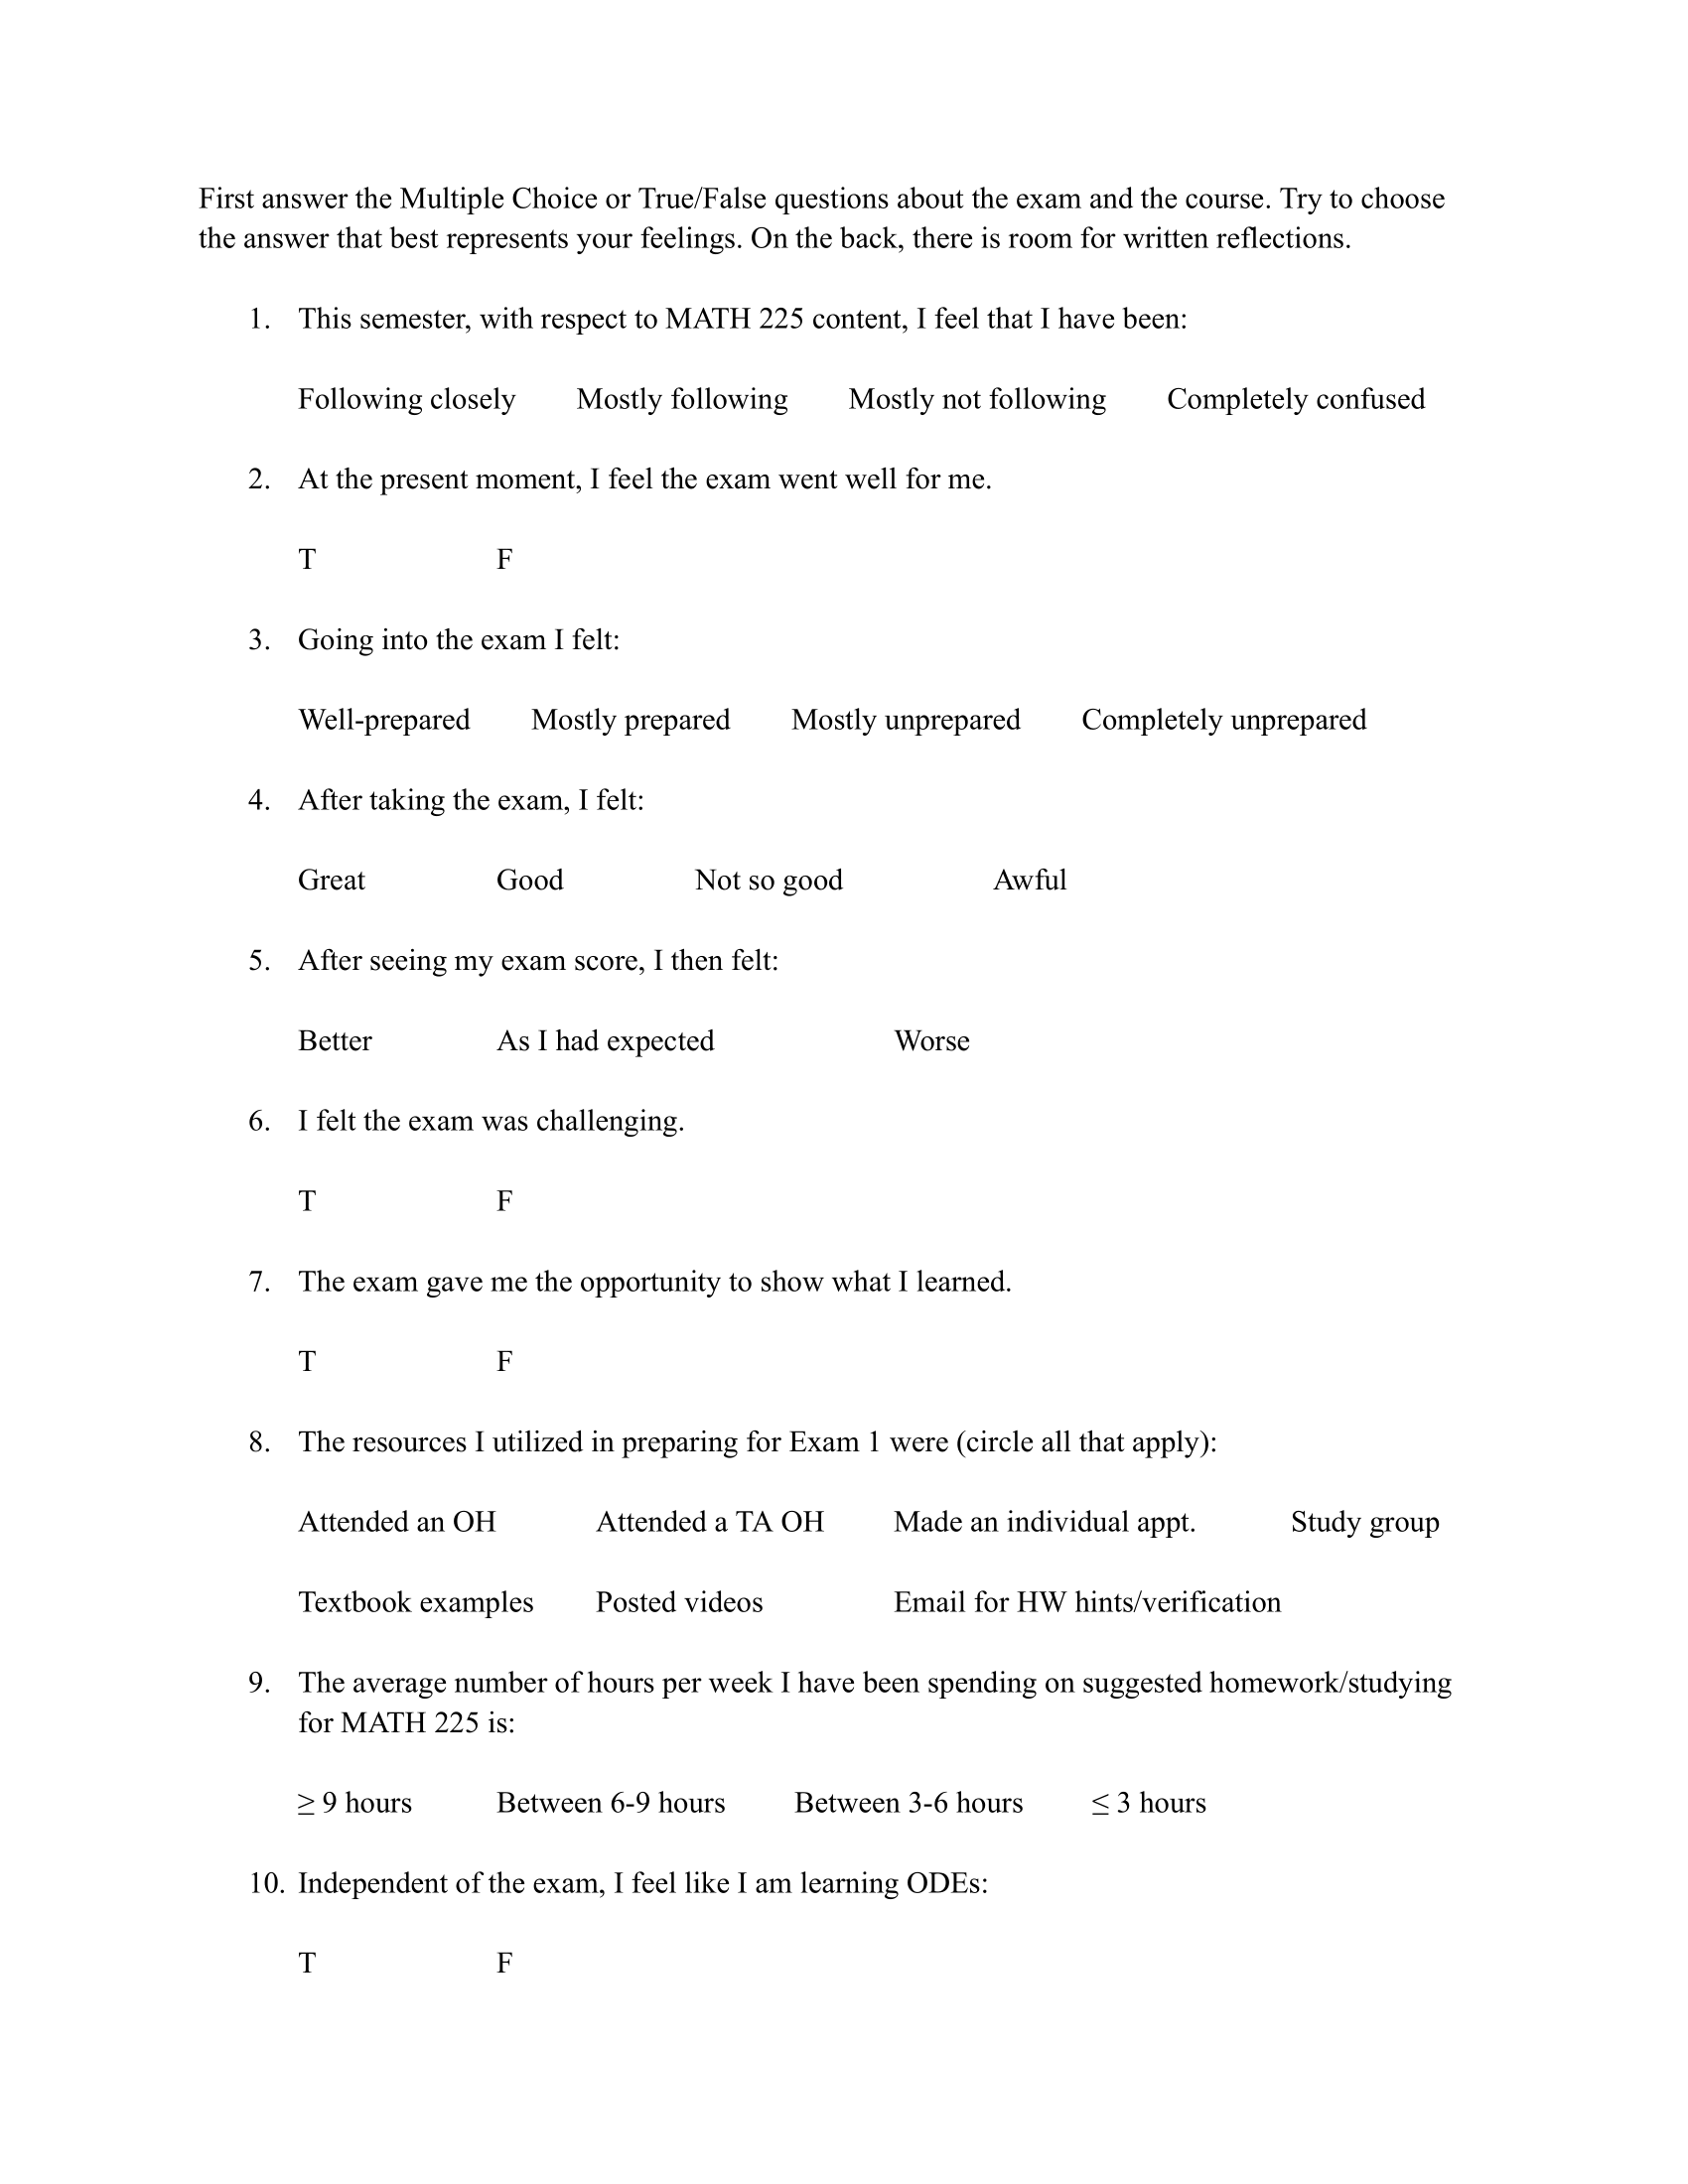 First answer the Multiple Choice or True/False questions about the exam and the course. Try to choose
the answer that best represents your feelings. On the back, there is room for written reflections.
1. This semester, with respect to MATH 225 content, I feel that I have been:
Following closely Mostly following Mostly not following Completely confused
2. At the present moment, I feel the exam went well for me.
T F
3. Going into the exam I felt:
Well-prepared Mostly prepared Mostly unprepared Completely unprepared
4. After taking the exam, I felt:
Great Good Not so good Awful
5. After seeing my exam score, I then felt:
Better As I had expected Worse
6. I felt the exam was challenging.
T F
7. The exam gave me the opportunity to show what I learned.
T F
8. The resources I utilized in preparing for Exam 1 were (circle all that apply):
Attended an OH Attended a TA OH Made an individual appt. Study group
Textbook examples Posted videos Email for HW hints/verification
9. The average number of hours per week I have been spending on suggested homework/studying
for MATH 225 is:
≥ 9 hours Between 6-9 hours Between 3-6 hours ≤ 3 hours
10. Independent of the exam, I feel like I am learning ODEs:
T F